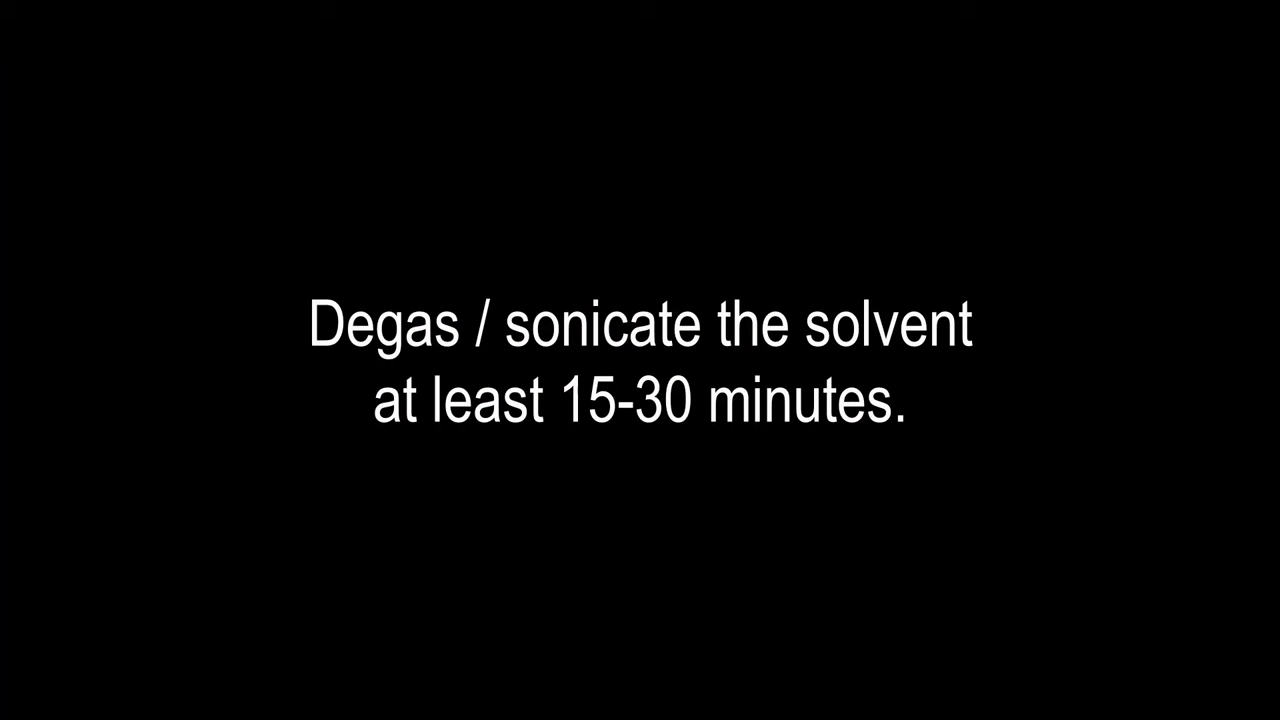 Degas / sonicate the solvent
at least 15-30 minutes.